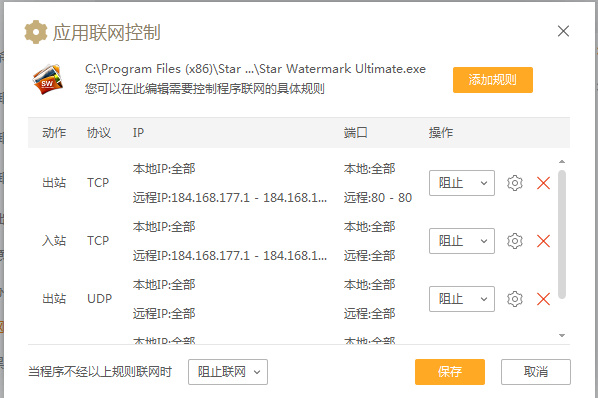 应用联网控制
C:\Program Files (x86)\Star ...\Star Watermark Ultimate.exe
您可以在此编辑需要控制程序联网的具体规则
添加规则
SW
动作 协议 IP 端口 操作
本地IP:全部 本地:全部
出站 TCP 阻止
远程IP:184.168.177.1 - 184.168.1... 远程:80 - 80
本地IP:全部 本地:全部
入站 TCP 阻止
远程IP:184.168.177.1 - 184.168.1... 远程:全部
本地IP:全部 本地:全部
出站 UDP 阻止
远程IP:全部 远程:全部
本地IP:全部 本地:全部
当程序不经以上规则联网时 阻止联网 保存 取消